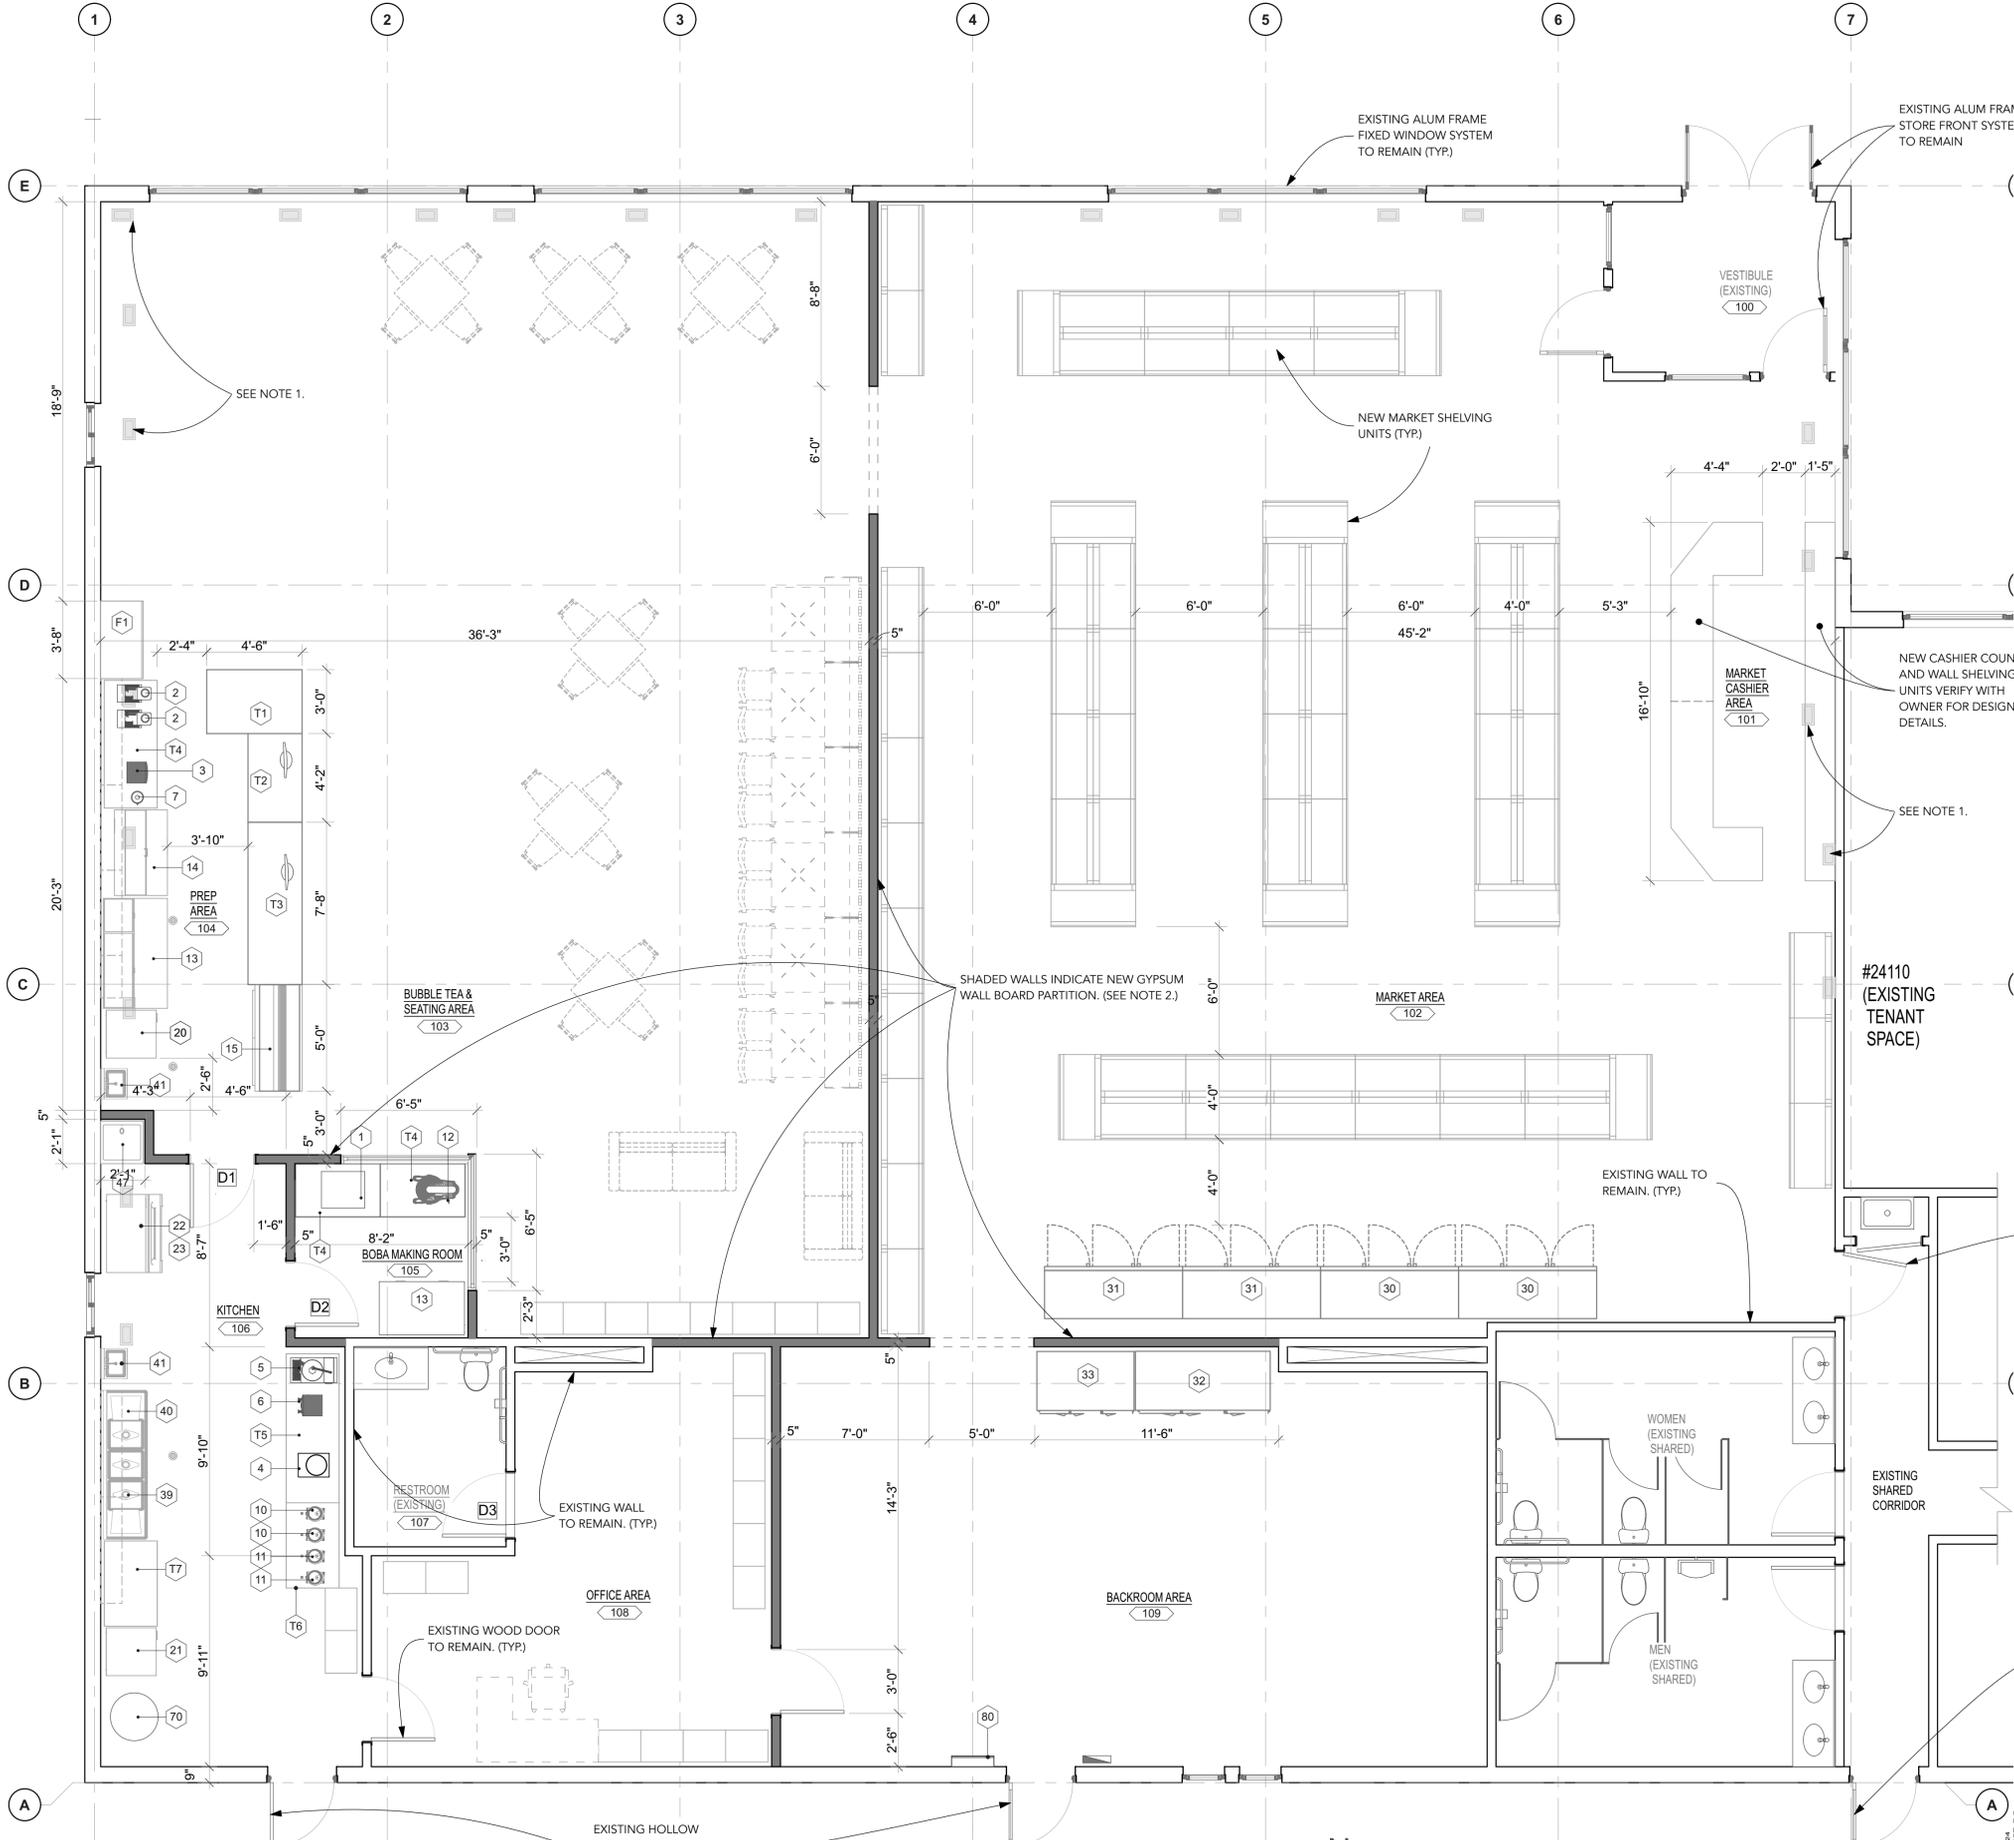 1
2
3
4
5
6
7
EXISTING ALUM FRAME
FIXED WINDOW SYSTEM
TO REMAIN (TYP.)
EXISTING ALUM
STORE FRONT
TO REMAIN
E
VESTIBULE
(EXISTING)
100
8'-8"
SEE NOTE 1.
18'-9"
6'-0"
NEW MARKET SHELVING
UNITS (TYP.)
4'-4"
2'-0"
1'-5"
D
F1
3'-8"
2'-4"
4'-6"
36'-3"
5"
6'-0"
6'-0"
6'-0"
4'-0"
5'-3"
45'-2"
2
2
T4
3
7
T1
3'-0"
T2
4'-2"
16'-10"
MARKET
CASHIER
AREA
101
NEW CASHIER
AND WALL SHELVING
UNITS VERIFY WITH
OWNER FOR DESIGN
DETAILS.
SEE NOTE 1.
3'-10"
14
20'-3"
PREP
AREA
104
T3
7'-8"
13
C
BUBBLE TEA &
SEATING AREA
103
SHADED WALLS INDICATE NEW GYPSUM
WALL BOARD PARTITION. (SEE NOTE 2.)
5"
6'-0"
MARKET AREA
102
#24110
(EXISTING
TENANT
SPACE)
20
15
5'-0"
41
4'-3"
2'-6"
4'-6"
6'-5"
5"
3'-0"
5"
2'-1"
1
T4
12
4'-0"
2'-1"
47
D1
4'-0"
EXISTING WALL TO
REMAIN. (TYP.)
22
23
8'-7"
1'-6"
5"
T4
8'-2"
5"
3'-0"
6'-5"
BOBA MAKING ROOM
105
13
D2
2'-3"
KITCHEN
106
31
31
30
30
41
5
5"
33
32
B
40
6
T5
9'-10"
4
39
5"
7'-0"
5'-0"
11'-6"
WOMEN
(EXISTING
SHARED)
RESTROOM
(EXISTING)
107
D3
EXISTING WALL
TO REMAIN. (TYP.)
14'-3"
EXISTING
SHARED
CORRIDOR
10
10
11
11
T7
T6
OFFICE AREA
108
BACKROOM AREA
109
EXISTING WOOD DOOR
TO REMAIN. (TYP.)
MEN
(EXISTING
SHARED)
21
9'-11"
3'-0"
70
80
2'-6"
9"
A
A
EXISTING HOLLOW